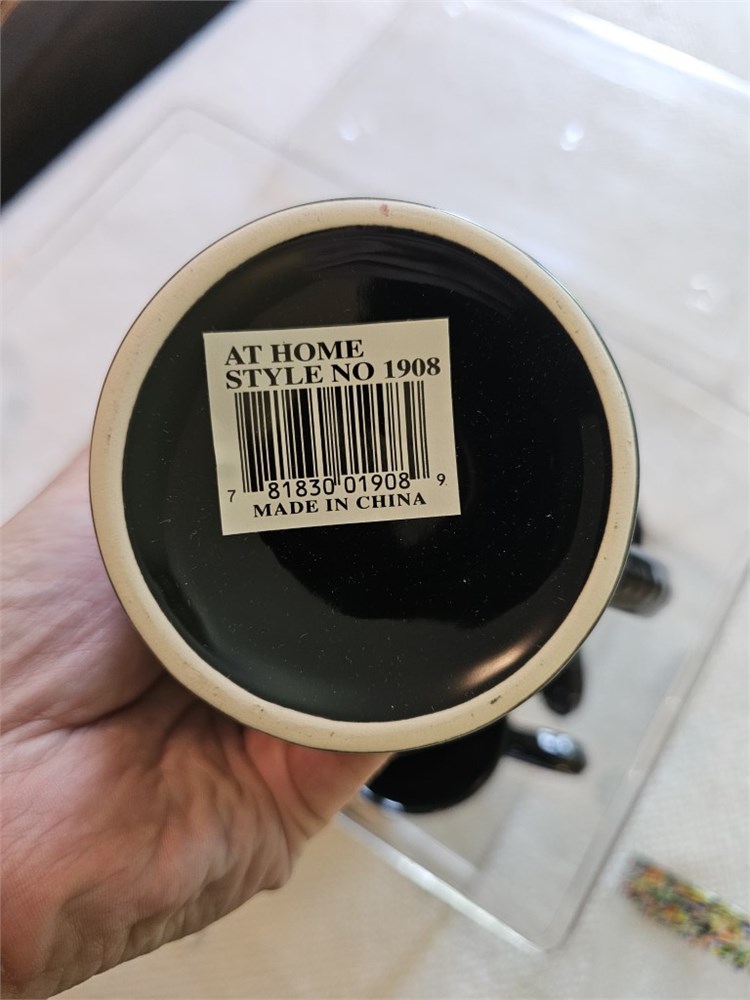 AT HOME
STYLE NO 1908
7 81830 01908 9
MADE IN CHINA